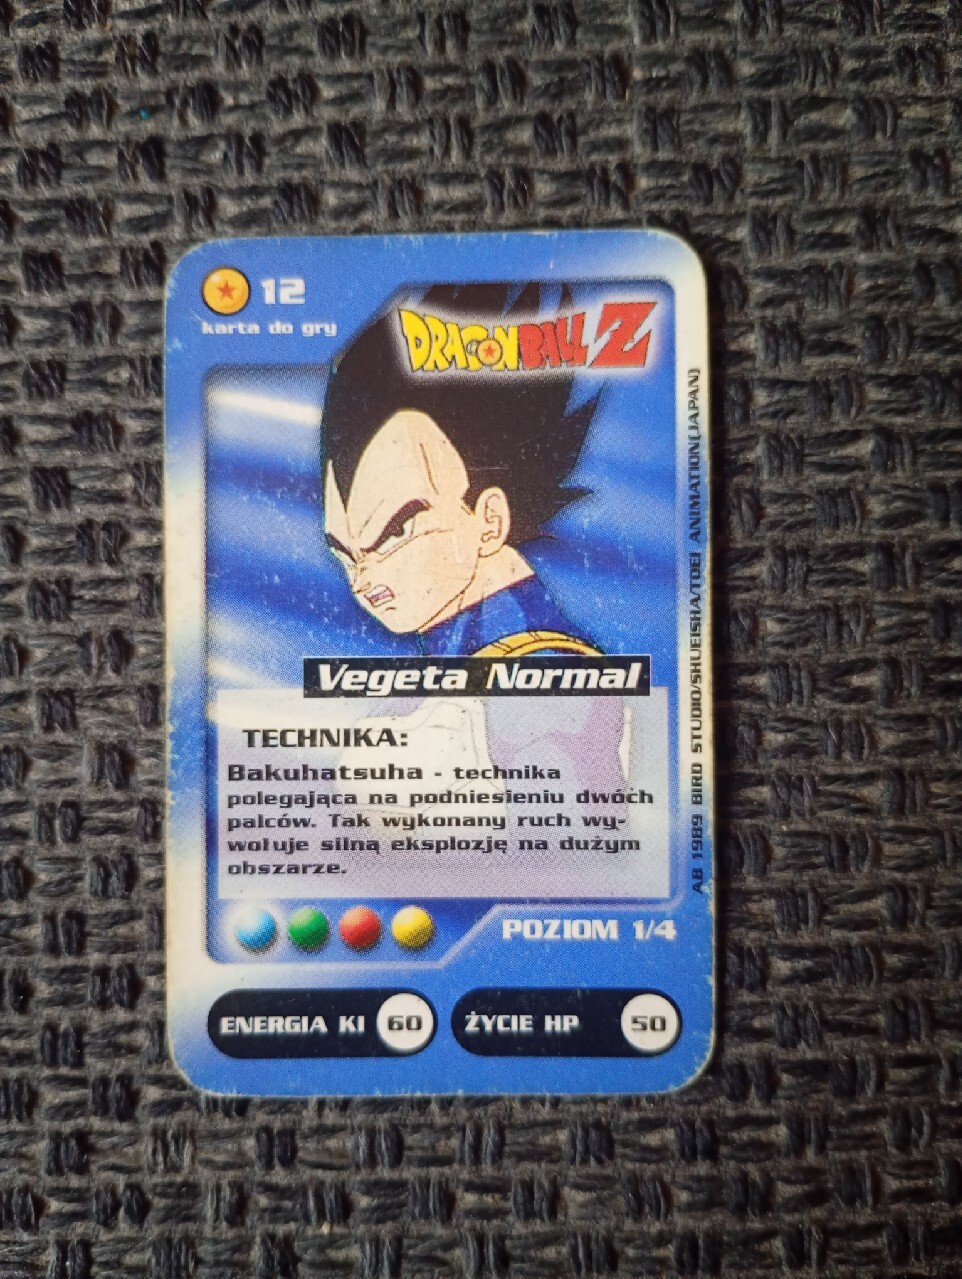 12
karta do gry
DRAGONBALL Z
Vegeta Normal
TECHNIKA:
Bakuhatsuha - technika
polegająca na podniesieniu dwóch
palców. Tak wykonany ruch wy-
wołuje silną eksplozję na dużym
obszarze.
POZIOM 1/4
ENERGIA KI 60
ŻYCIE HP 50
AB 1989 BIRD STUDIO/SHUEISHA/TOEI ANIMATION(JAPAN)